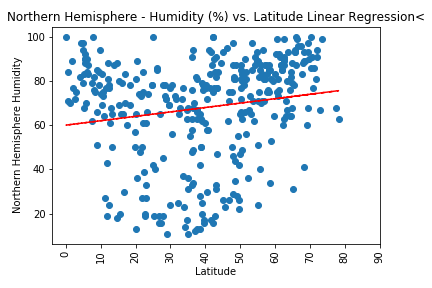 Northern Hemisphere - Humidity (%) vs. Latitude Linear Regression<
Northern Hemisphere Humidity
100
80
60
40
20
0 10 20 30 40 50 60 70 80 90
Latitude